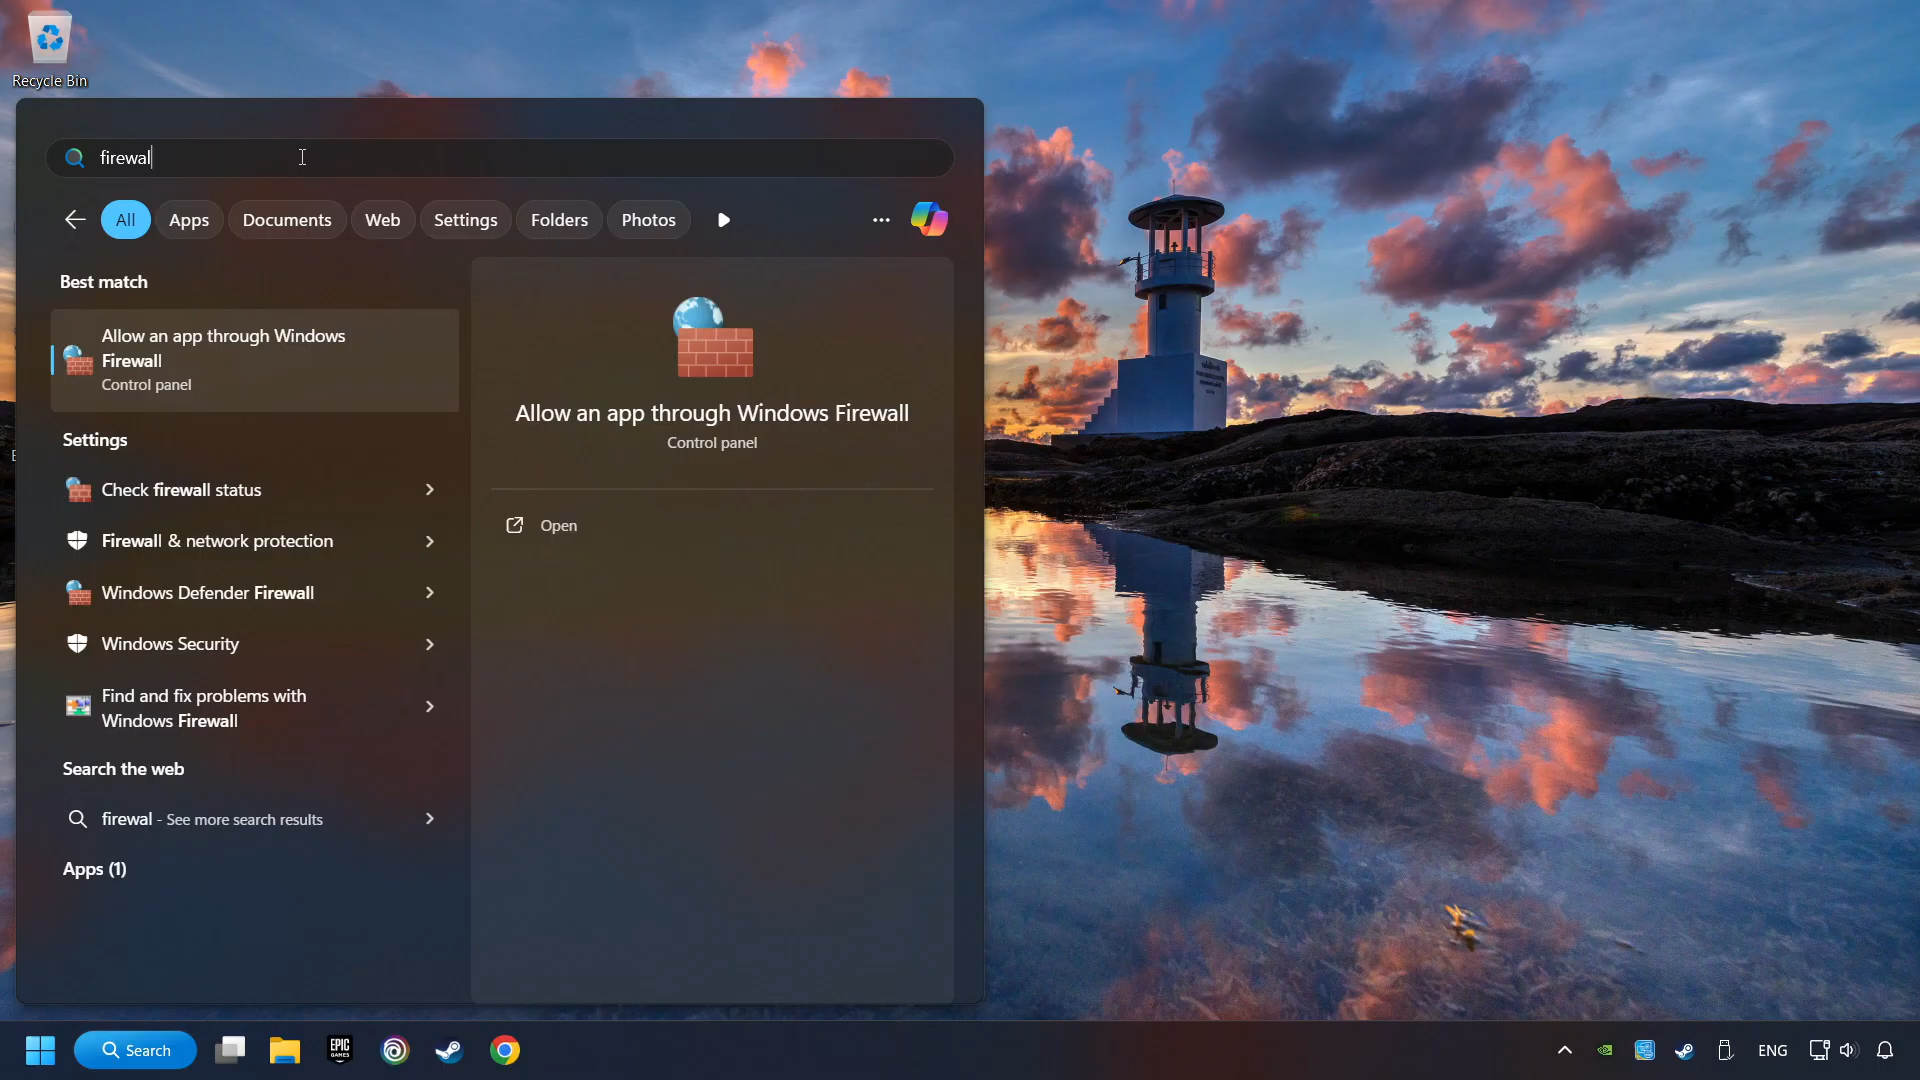 Recycle Bin
firewal
All
Apps
Documents
Web
Settings
Folders
Photos
Best match
Allow an app through Windows
Firewall
Control panel
Settings
Check firewall status
Firewall & network protection
Windows Defender Firewall
Windows Security
Find and fix problems with
Windows Firewall
Search the web
firewal - See more search results
Apps (1)
Allow an app through Windows Firewall
Control panel
Open
Search
EPIC
GAMES
ENG